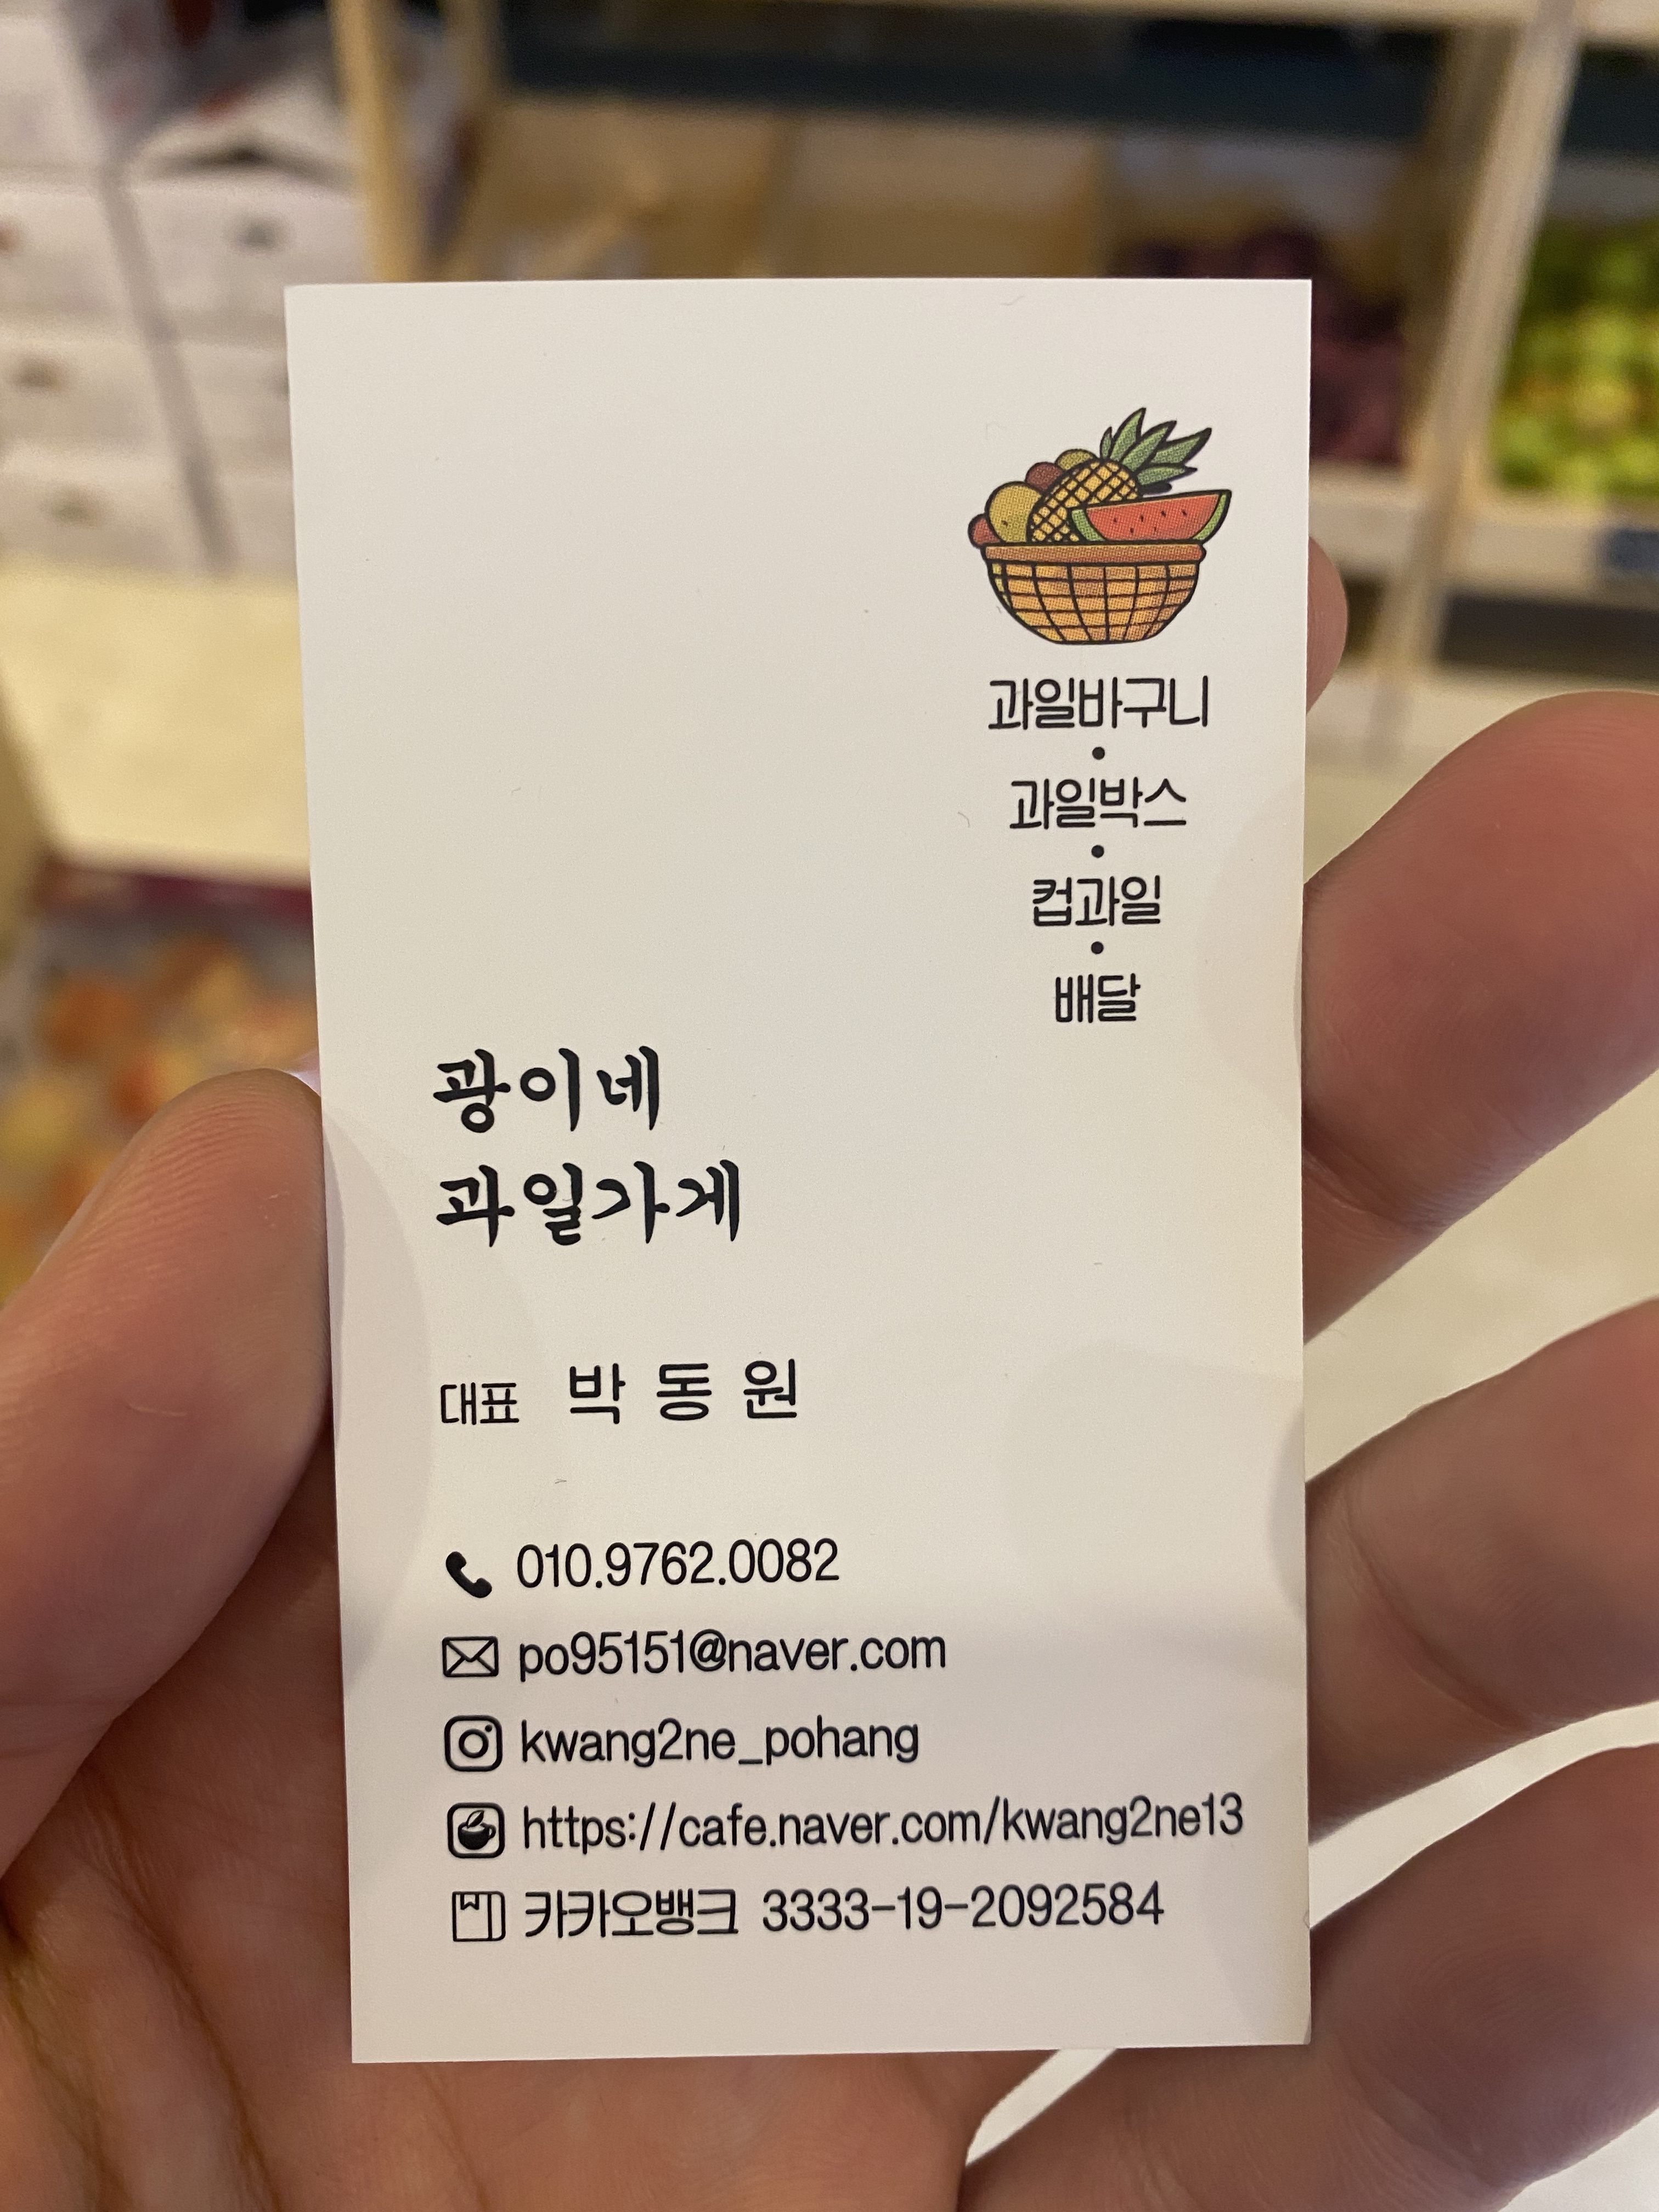 과일바구니
•
과일박스
•
컵과일
•
배달
광이네
과일가게
대표 박동원
010.9762.0082
po95151@naver.com
kwang2ne_pohang
https://cafe.naver.com/kwang2ne13
카카오뱅크 3333-19-2092584